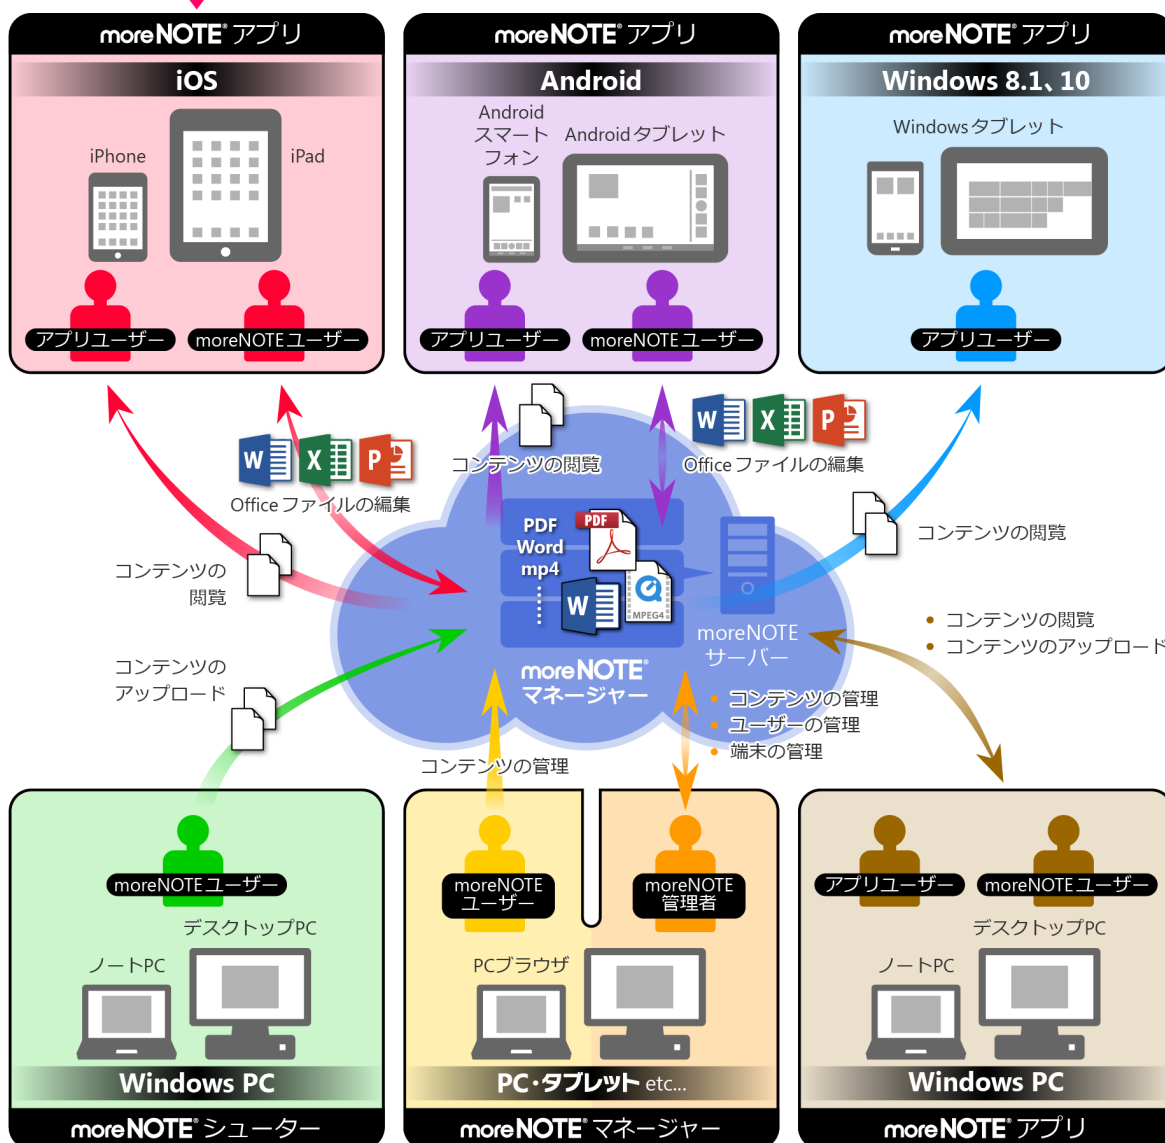 moreNOTE® アプリ
iOS
iPhone
iPad
アプリユーザー
moreNOTEユーザー
moreNOTE® アプリ
Android
Android
スマート
フォン
Androidタブレット
アプリユーザー
moreNOTEユーザー
moreNOTE® アプリ
Windows 8.1、10
Windowsタブレット
アプリユーザー
W
X
P
Officeファイルの編集
コンテンツの閲覧
W
X
P
Officeファイルの編集
コンテンツの閲覧
コンテンツの
閲覧
PDF
Word
mp4
PDF
W
MPEG4
moreNOTE
サーバー
moreNOTE®
マネージャー
コンテンツの
アップロード
• コンテンツの閲覧
• コンテンツのアップロード
コンテンツの管理
• コンテンツの管理
• ユーザーの管理
• 端末の管理
moreNOTEユーザー
デスクトップPC
ノートPC
Windows PC
moreNOTE® シューター
moreNOTE
ユーザー
moreNOTE
管理者
PCブラウザ
PC・タブレット etc...
moreNOTE® マネージャー
アプリユーザー
moreNOTEユーザー
デスクトップPC
ノートPC
Windows PC
moreNOTE® アプリ